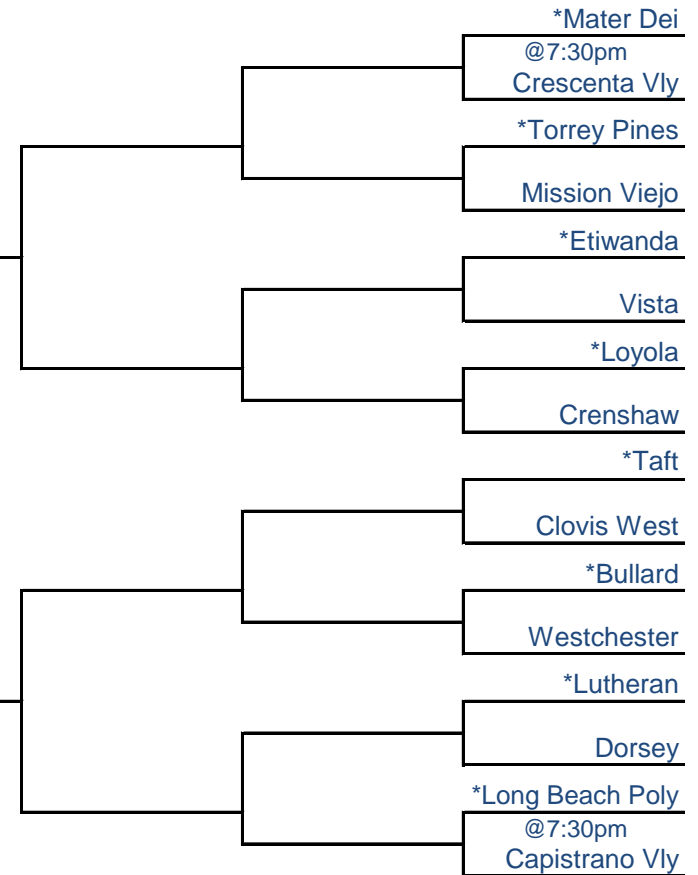 *Mater Dei
@7:30pm
Crescenta Vly
*Torrey Pines
Mission Viejo
*Etiwanda
Vista
*Loyola
Crenshaw
*Taft
Clovis West
*Bullard
Westchester
*Lutheran
Dorsey
*Long Beach Poly
@7:30pm
Capistrano Vly